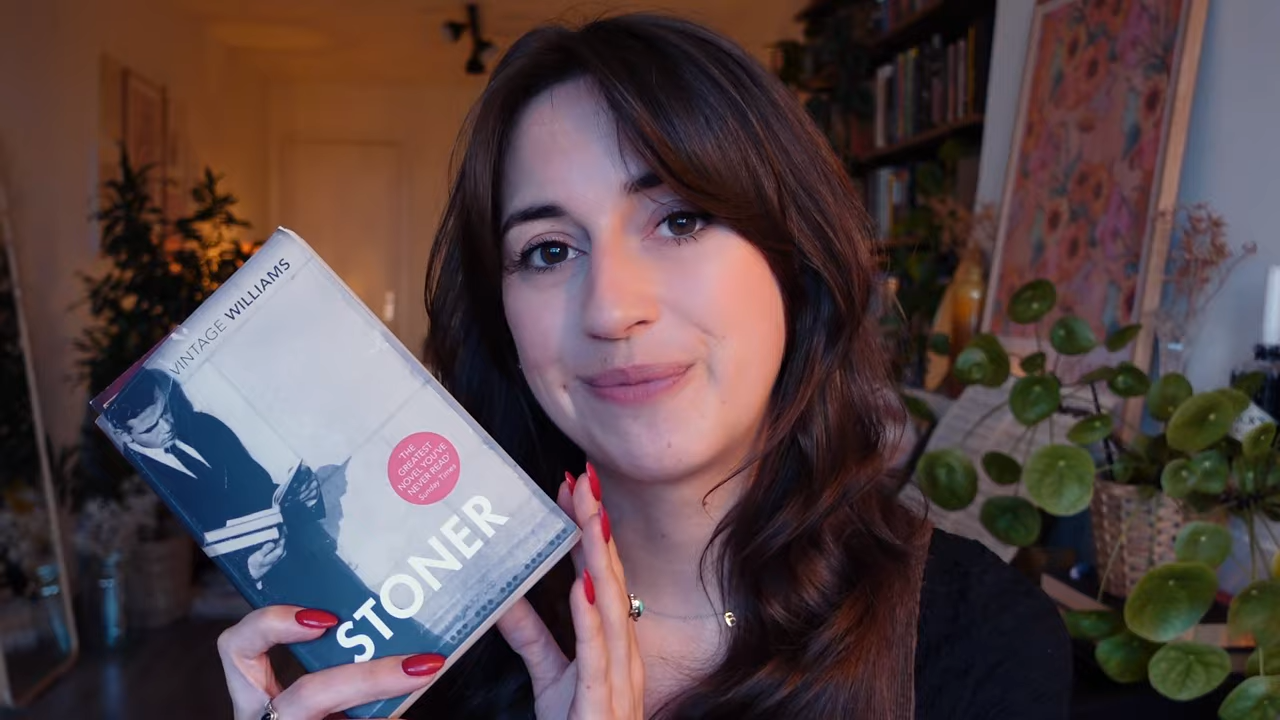 VINTAGE WILLIAMS
'THE
GREATEST
NOVEL YOU'VE
NEVER READ'
Sunday Times
STONER